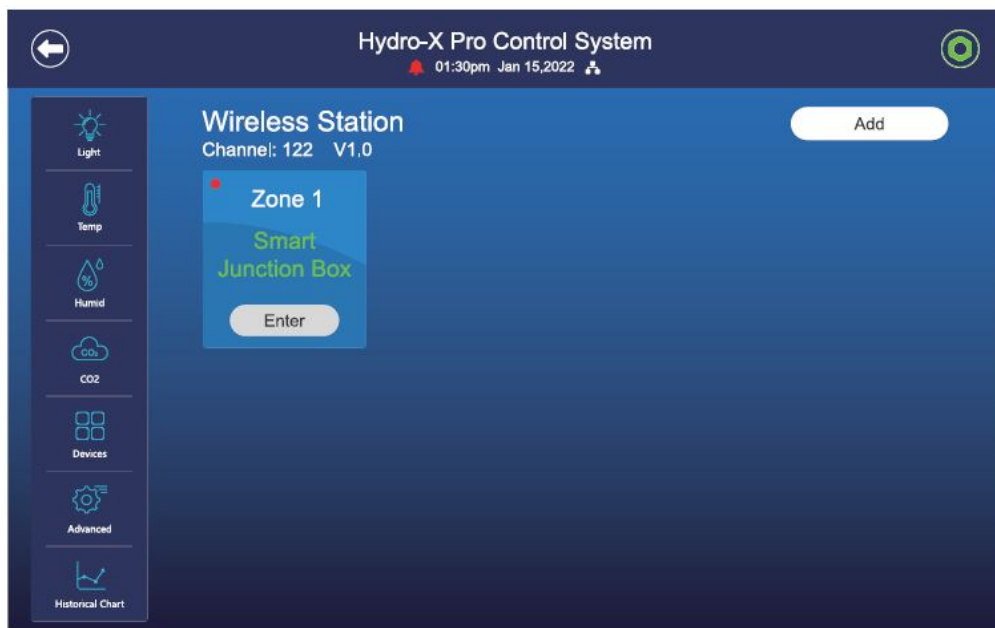 Hydro-X Pro Control System
01:30pm Jan 15,2022
Light
Temp
%
Humid
CO₂
CO2
Devices
Advanced
Historical Chart
Wireless Station
Channel: 122 V1.0
Add
Zone 1
Smart
Junction Box
Enter